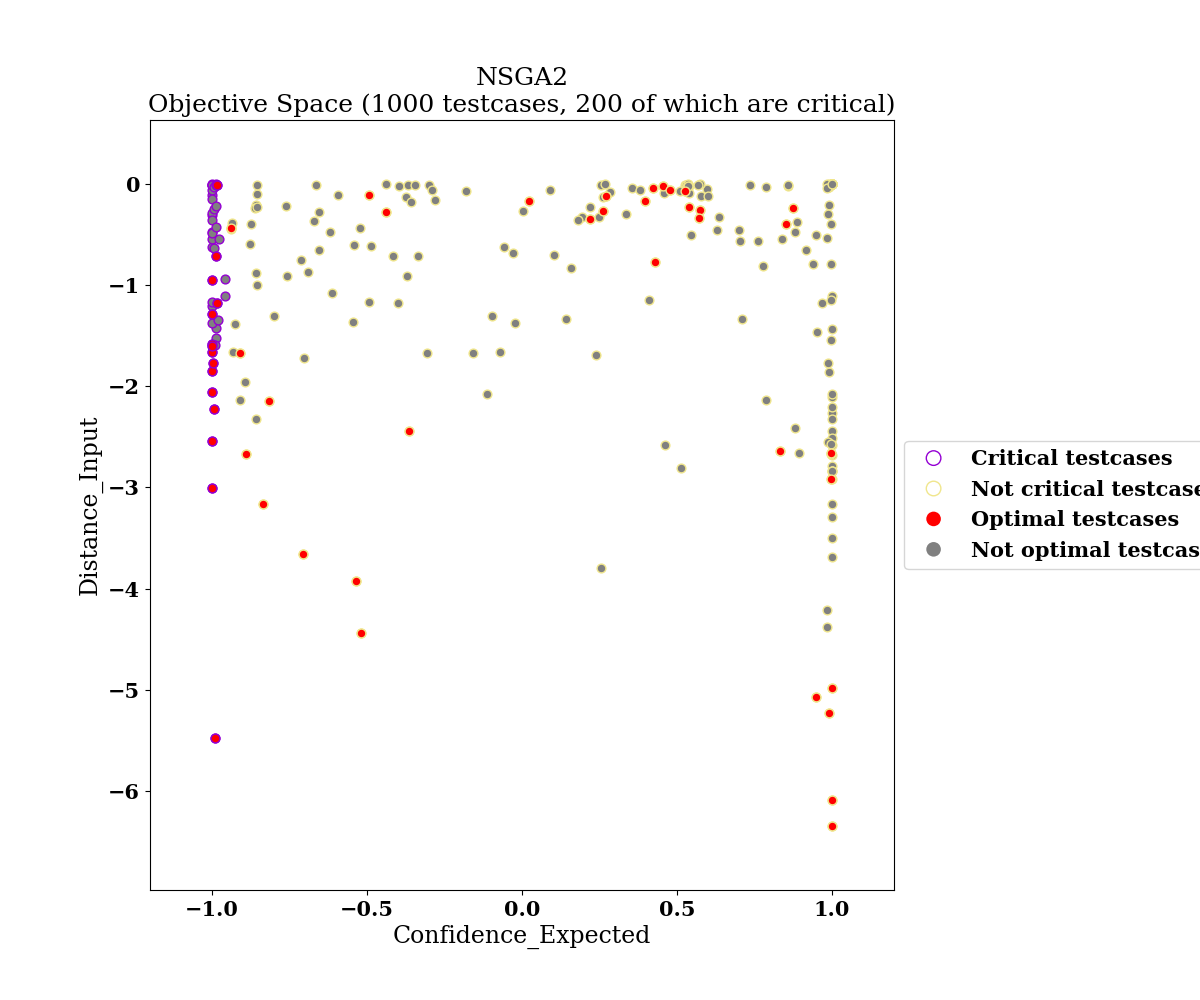 NSGA2
Objective Space (1000 testcases, 200 of which are critical)
0
−1
−2
−3
−4
−5
−6
Distance_Input
−1.0 −0.5 0.0 0.5 1.0
Confidence_Expected
Critical testcases
Not critical testcase
Optimal testcases
Not optimal testcas